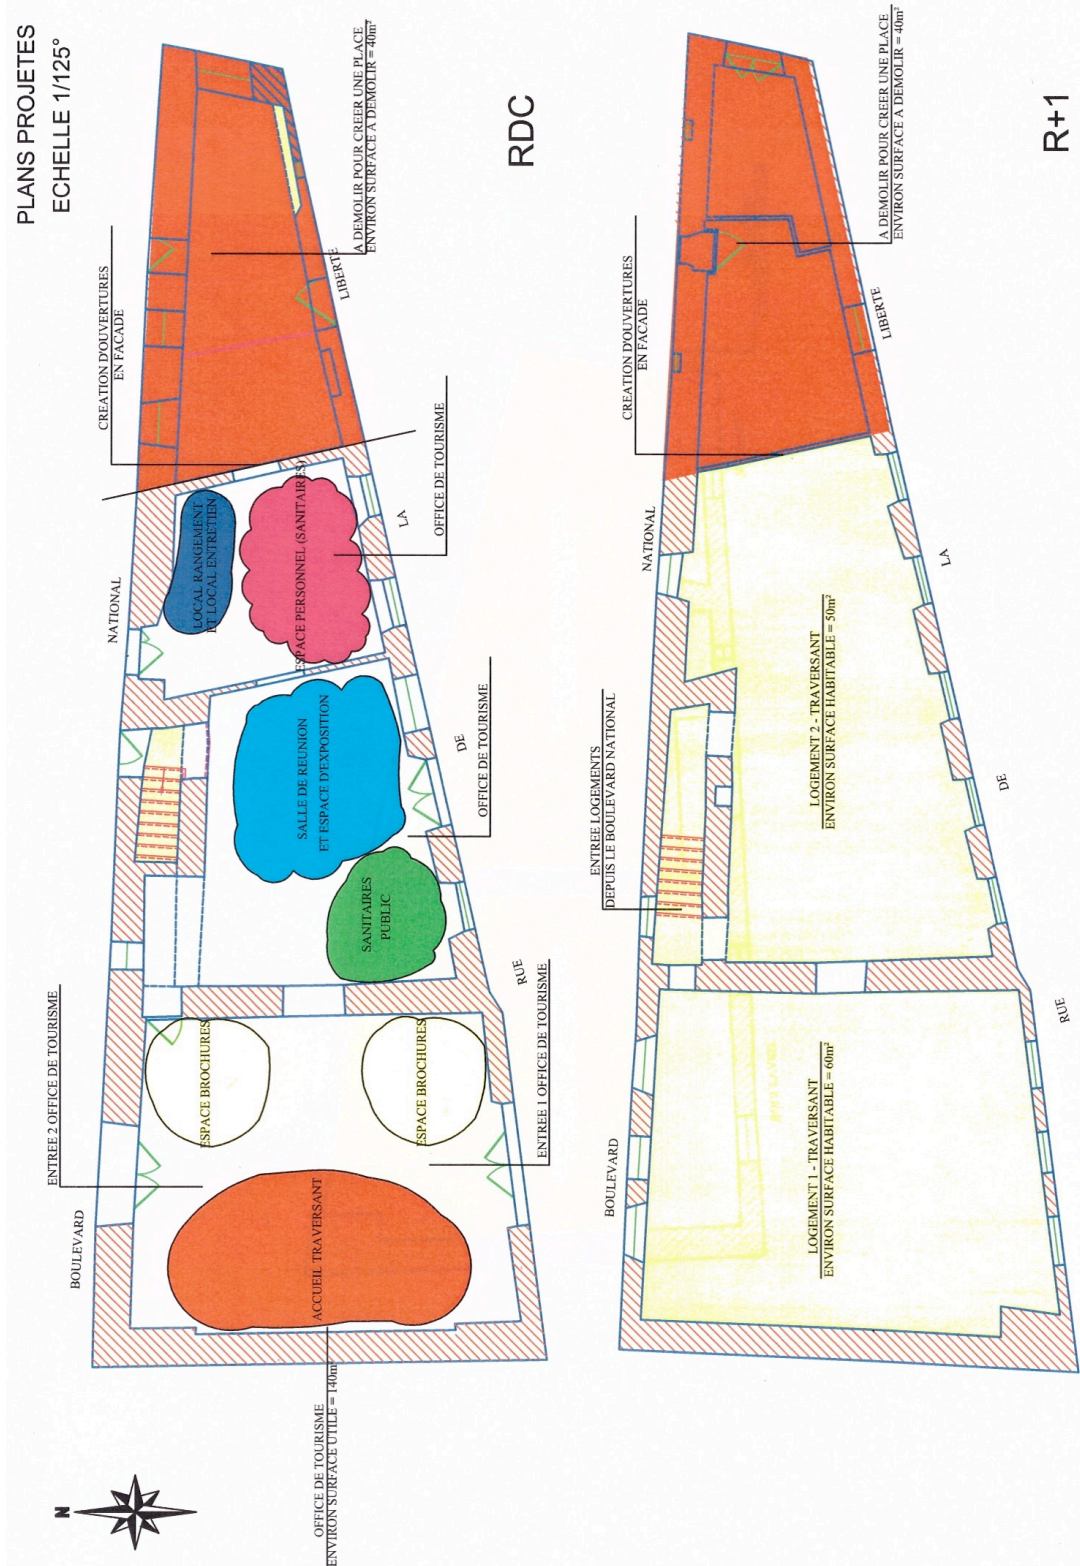 PLANS PROJETES
ECHELLE 1/125°
RDC
A DEMOLIR POUR CREER UNE PLACE
ENVIRON SURFACE A DEMOLIR = 40m²
CREATION D'OUVERTURES
EN FACADE
LIBERTE
OFFICE DE TOURISME
LA
LOCAL RANGEMENT
ET LOCAL ENTRETIEN
ESPACE PERSONNEL (SANITAIRES)
NATIONAL
SALLE DE REUNION
ET ESPACE D'EXPOSITION
OFFICE DE TOURISME
DE
SANITAIRES
PUBLIC
RUE
ENTREE 2 OFFICE DE TOURISME
ESPACE BROCHURES
ESPACE BROCHURES
ENTREE 1 OFFICE DE TOURISME
BOULEVARD
ACCUEIL TRAVERSANT
OFFICE DE TOURISME
ENVIRON SURFACE UTILE = 140m²
N
R+1
A DEMOLIR POUR CREER UNE PLACE
ENVIRON SURFACE A DEMOLIR = 40m²
CREATION D'OUVERTURES
EN FACADE
LIBERTE
NATIONAL
LA
ENTREE LOGEMENTS
DEPUIS LE BOULEVARD NATIONAL
LOGEMENT 2 - TRAVERSANT
ENVIRON SURFACE HABITABLE = 50m²
DE
RUE
BOULEVARD
LOGEMENT 1 - TRAVERSANT
ENVIRON SURFACE HABITABLE = 60m²